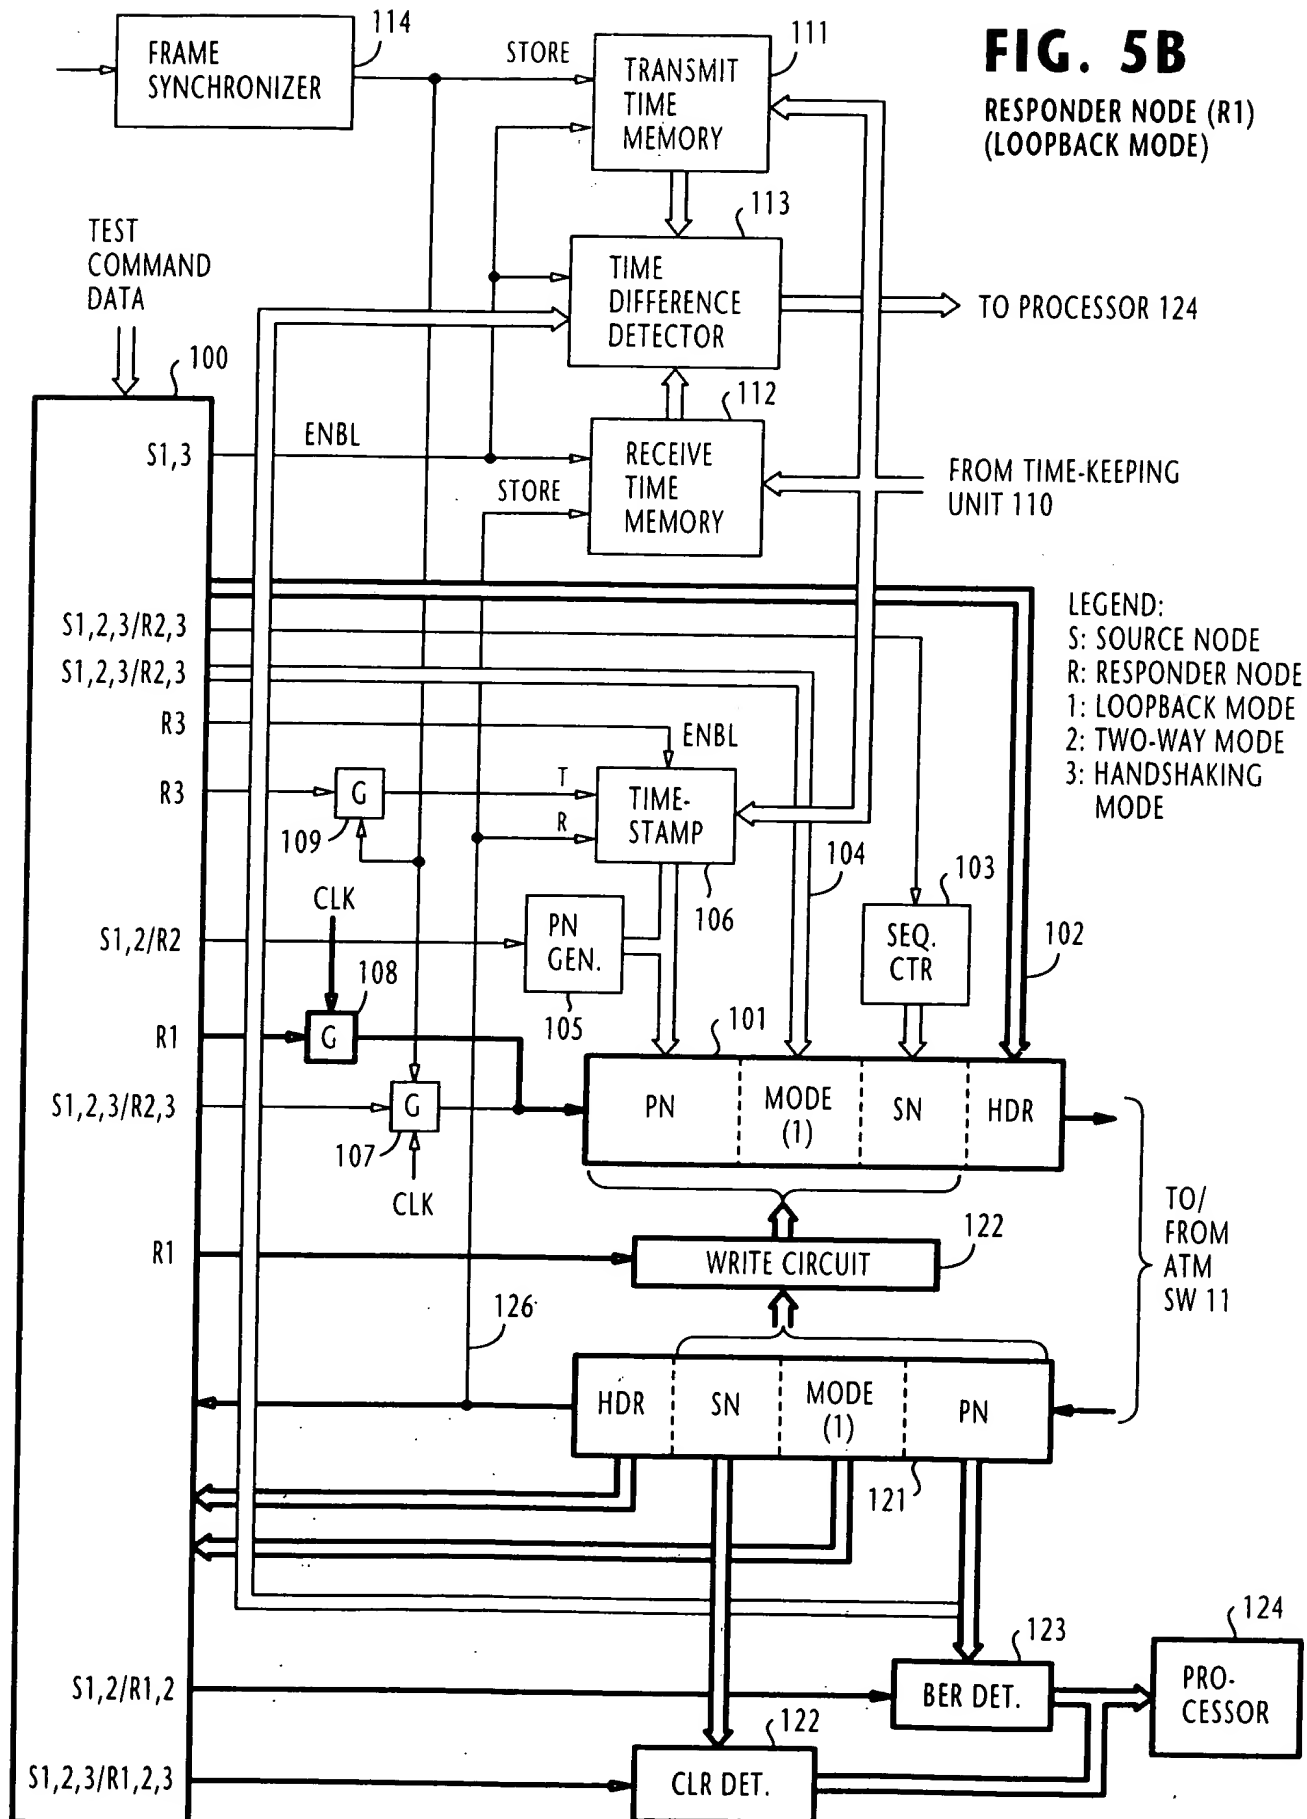 FIG. 5B
RESPONDER NODE (R1)
(LOOPBACK MODE)
114
FRAME
SYNCHRONIZER
STORE
111
TRANSMIT
TIME
MEMORY
TEST
COMMAND
DATA
113
TIME
DIFFERENCE
DETECTOR
TO PROCESSOR 124
100
112
S1,3
ENBL
RECEIVE
TIME
MEMORY
STORE
FROM TIME-KEEPING
UNIT 110
LEGEND:
S: SOURCE NODE
R: RESPONDER NODE
1: LOOPBACK MODE
2: TWO-WAY MODE
3: HANDSHAKING
MODE
S1,2,3/R2,3
S1,2,3/R2,3
R3
ENBL
R3
G
109
T
R
TIME-
STAMP
106
104
103
102
CLK
S1,2/R2
PN
GEN.
105
SEQ.
CTR
108
R1
G
101
S1,2,3/R2,3
G
107
CLK
PN
MODE
(1)
SN
HDR
R1
WRITE CIRCUIT
122
TO/
FROM
ATM
SW 11
126
HDR
SN
MODE
(1)
PN
121
123
124
S1,2/R1,2
BER DET.
PRO-
CESSOR
122
S1,2,3/R1,2,3
CLR DET.